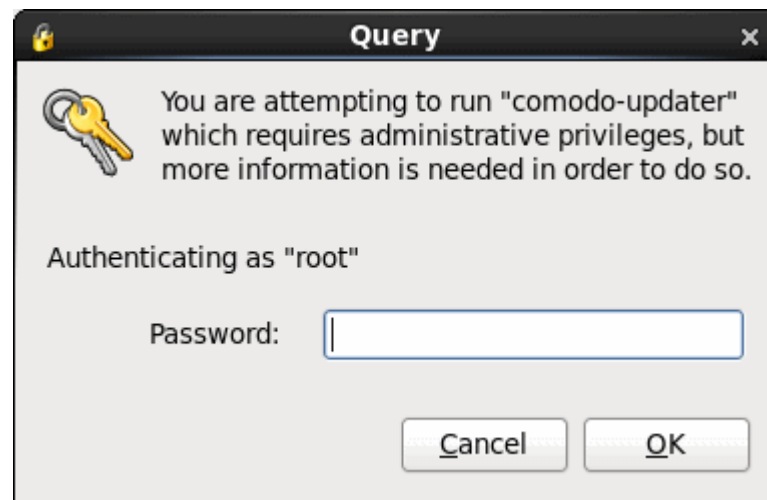 Query
You are attempting to run "comodo-updater"
which requires administrative privileges, but
more information is needed in order to do so.
Authenticating as "root"
Password:
Cancel
OK